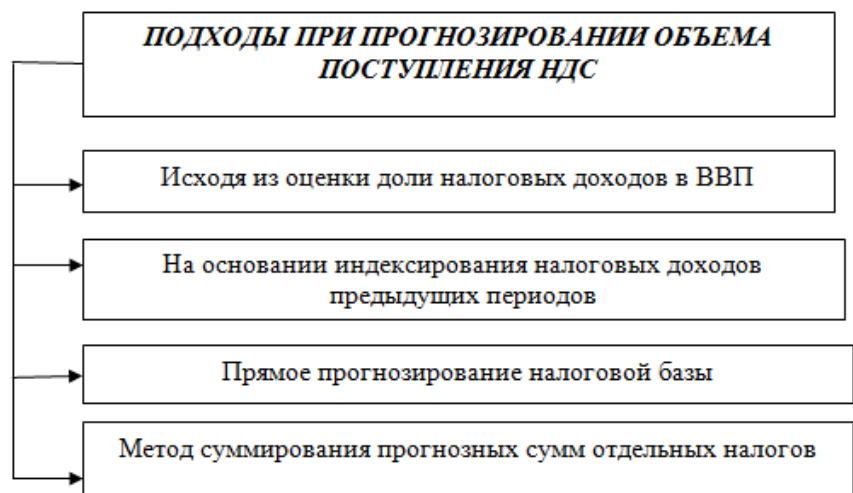 ПОДХОДЫ ПРИ ПРОГНОЗИРОВАНИИ ОБЪЕМА
ПОСТУПЛЕНИЯ НДС
Исходя из оценки доли налоговых доходов в ВВП
На основании индексирования налоговых доходов
предыдущих периодов
Прямое прогнозирование налоговой базы
Метод суммирования прогнозных сумм отдельных налогов